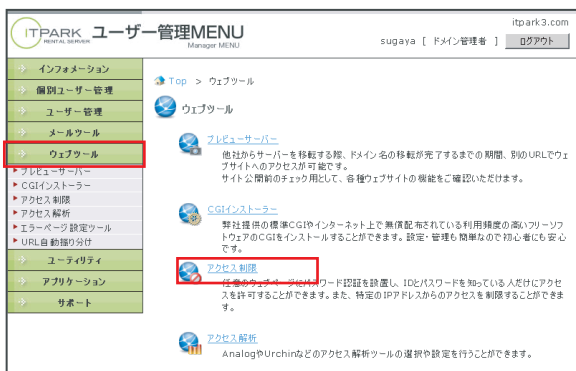 ITPARK ユーザー管理MENU
RENTAL SERVER
Manager MENU
itpark3.com
sugaya [ ドメイン管理者 ] ログアウト
インフォメーション
個別ユーザー管理
ユーザー管理
メールツール
ウェブツール
プレビューサーバー
CGIインストーラー
アクセス制限
アクセス解析
エラーページ設定ツール
URL自動振り分け
ユーティリティ
アプリケーション
サポート
Top > ウェブツール
ウェブツール
プレビューサーバー
他社からサーバーを移転する際、ドメイン名の移転が完了するまでの期間、別のURLでウェ
ブサイトへのアクセスが可能です。
サイト公開前のチェック用として、各種ウェブサイトの機能をご確認いただけます。
CGIインストーラー
弊社提供の標準CGIやインターネット上で無償配布されている利用頻度の高いフリーソフ
トウェアのCGIをインストールすることができます。設定・管理も簡単なので初心者にも安心
です。
アクセス制限
任意のウェブページにパスワード認証を設置し、IDとパスワードを知っている人だけにアクセ
スを許可することができます。また、特定のIPアドレスからのアクセスを制限することができま
す。
アクセス解析
AnalogやUrchinなどのアクセス解析ツールの選択や設定を行うことができます。